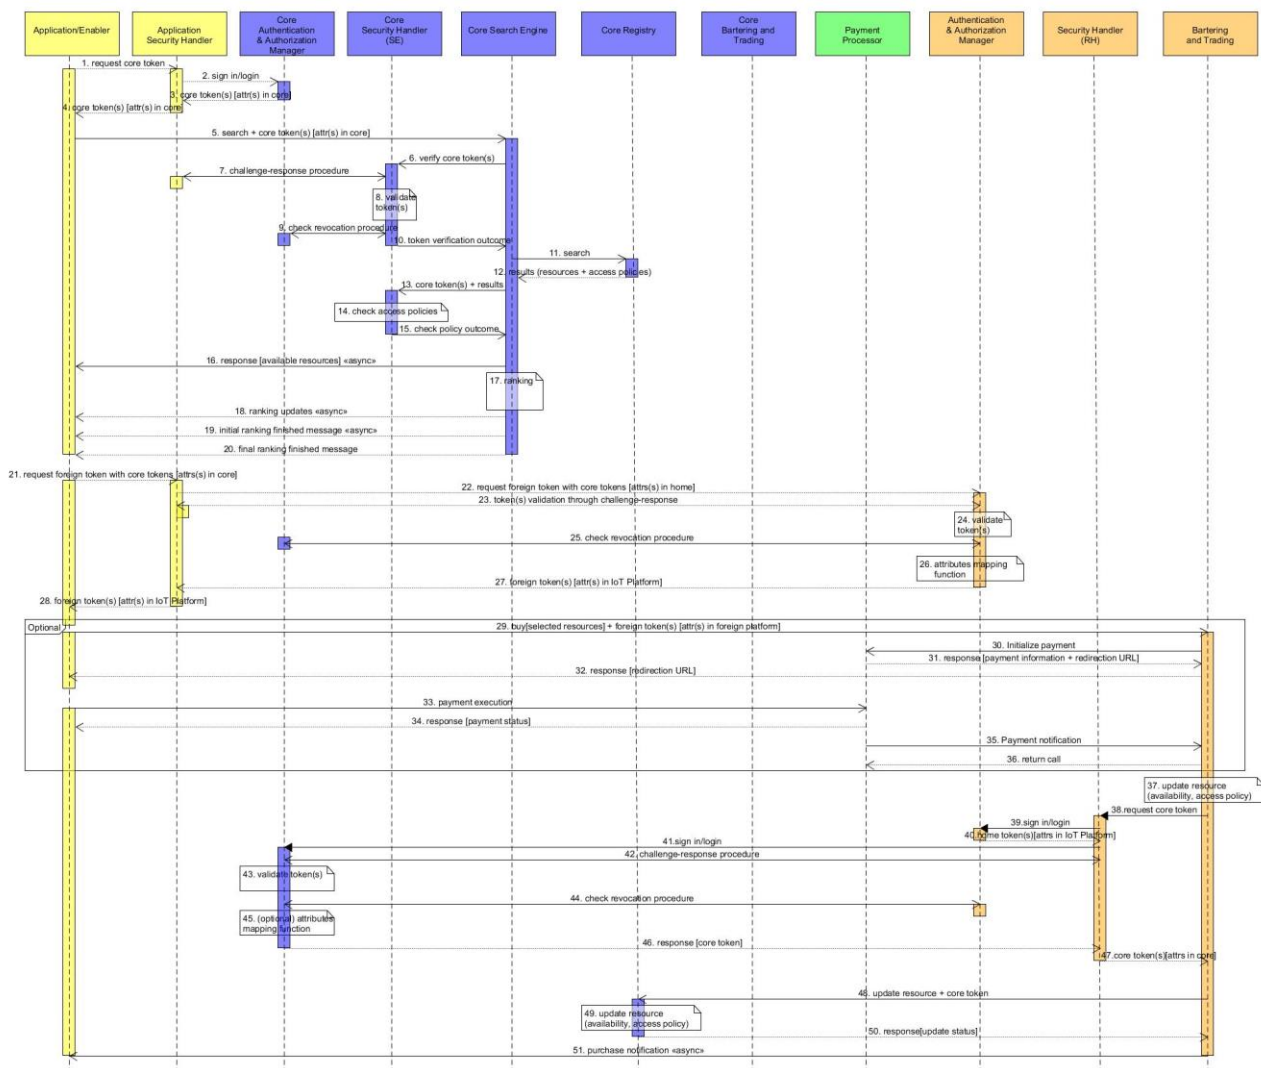 Application/Enabler
Application
Security Handler
Core
Authentication
& Authorization
Manager
Core
Security Handler
(SE)
Core Search Engine
Core Registry
Core
Bartering and
Trading
Payment
Processor
Authentication
& Authorization
Manager
Security Handler
(RH)
Bartering
and Trading
1. request core token
2. sign in/login
3. core token(s) [attr(s) in core]
4. core token(s) [attr(s) in core]
5. search + core token(s) [attr(s) in core]
6. verify core token(s)
7. challenge-response procedure
8. validate
token(s)
9. check revocation procedure
10. token verification outcome
11. search
12. results (resources + access policies)
13. core token(s) + results
14. check access policies
15. check policy outcome
16. response [available resources] «async»
17. ranking
18. ranking updates «async»
19. initial ranking finished message «async»
20. final ranking finished message
21. request foreign token with core tokens [attrs(s) in core]
22. request foreign token with core tokens [attrs(s) in home]
23. token(s) validation through challenge-response
24. validate
token(s)
25. check revocation procedure
26. attributes mapping
function
27. foreign token(s) [attr(s) in IoT Platform]
28. foreign token(s) [attr(s) in IoT Platform]
Optional
29. buy[selected resources] + foreign token(s) [attr(s) in foreign platform]
30. Initialize payment
31. response [payment information + redirection URL]
32. response [redirection URL]
33. payment execution
34. response [payment status]
35. Payment notification
36. return call
37. update resource
(availability, access policy)
38.request core token
39.sign in/login
40.home token(s)[attrs in IoT Platform]
41.sign in/login
42. challenge-response procedure
43. validate token(s)
44. check revocation procedure
45. (optional) attributes
mapping function
46. response [core token]
47.core token(s)[attrs in core]
48. update resource + core token
49. update resource
(availability, access policy)
50. response[update status]
51. purchase notification «async»